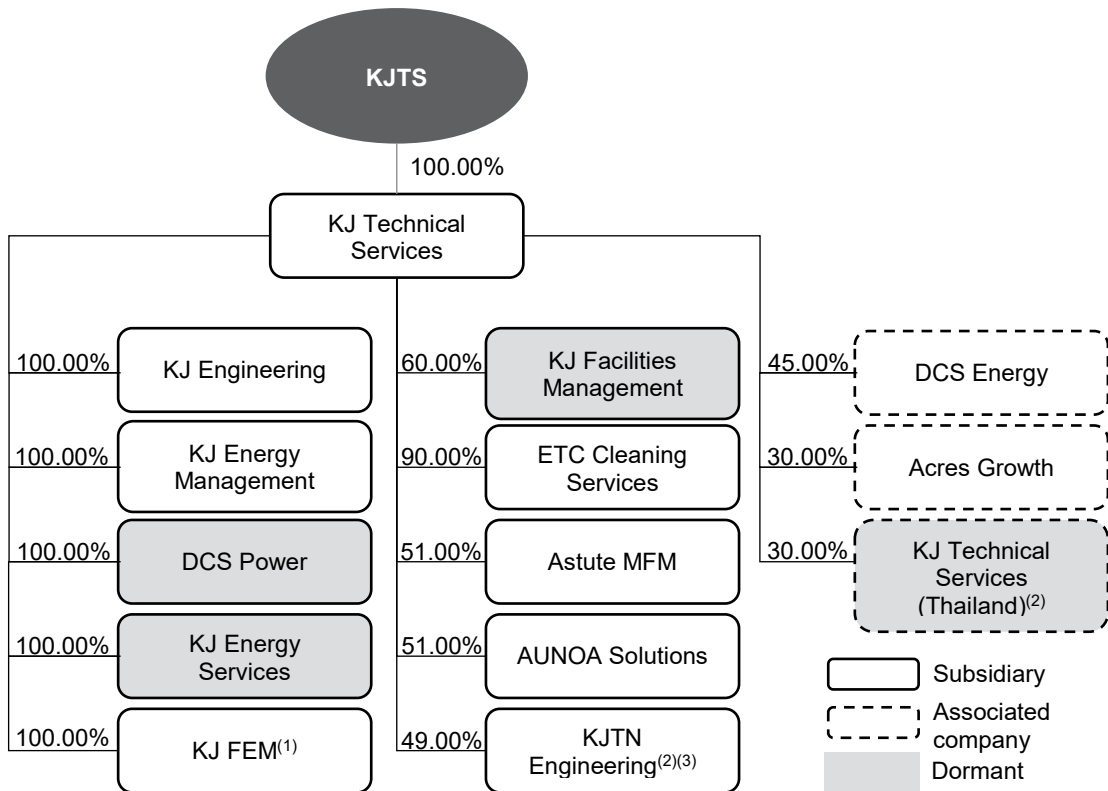 KJTS
100.00%
KJ Technical
Services
100.00%
KJ Engineering
100.00%
KJ Energy
Management
100.00%
DCS Power
100.00%
KJ Energy
Services
100.00%
KJ FEM(1)
60.00%
KJ Facilities
Management
90.00%
ETC Cleaning
Services
51.00%
Astute MFM
51.00%
AUNOA Solutions
49.00%
KJTN
Engineering(2)(3)
45.00%
DCS Energy
30.00%
Acres Growth
30.00%
KJ Technical
Services
(Thailand)(2)
Subsidiary
Associated
company
Dormant